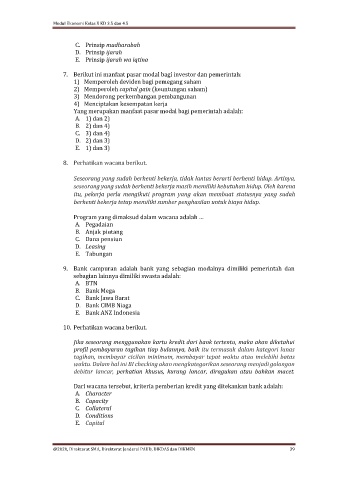 Modul Ekonomi Kelas X KD 3.5 dan 4.5
C. Prinsip mudharabah
D. Prinsip ijarah
E. Prinsip ijarah wa iqtina
7. Berikut ini manfaat pasar modal bagi investor dan pemerintah:
1) Memperoleh deviden bagi pemegang saham
2) Memperoleh capital gain (keuntungan saham)
3) Mendorong perkembangan pembangunan
4) Menciptakan kesempatan kerja
Yang merupakan manfaat pasar modal bagi pemerintah adalah:
A. 1) dan 2)
B. 2) dan 4)
C. 3) dan 4)
D. 2) dan 3)
E. 1) dan 3)
8. Perhatikan wacana berikut.
Seseorang yang sudah berhenti bekerja, tidak lantas berarti berhenti hidup. Artinya,
seseorang yang sudah berhenti bekerja masih memiliki kebutuhan hidup. Oleh karena
itu, pekerja perlu mengikuti program yang akan membuat statusnya yang sudah
berhenti bekerja tetap memiliki sumber penghasilan untuk biaya hidup.
Program yang dimaksud dalam wacana adalah ...
A. Pegadaian
B. Anjak piutang
C. Dana pensiun
D. Leasing
E. Tabungan
9. Bank campuran adalah bank yang sebagian modalnya dimiliki pemerintah dan
sebagian lainnya dimiliki swasta adalah:
A. BTN
B. Bank Mega
C. Bank Jawa Barat
D. Bank CIMB Niaga
E. Bank ANZ Indonesia
10. Perhatikan wacana berikut.
Jika seseorang menggunakan kartu kredit dari bank tertentu, maka akan diketahui
profil pembayaran tagihan tiap bulannya, baik itu termasuk dalam kategori lunas
tagihan, membayar cicilan minimum, membayar tepat waktu atau melebihi batas
waktu. Dalam hal ini BI checking akan mengkategorikan seseorang menjadi golongan
debitur lancar, perhatian khusus, kurang lancar, diragukan atau bahkan macet.
Dari wacana tersebut, kriteria pemberian kredit yang ditekankan bank adalah:
A. Character
B. Capacity
C. Collateral
D. Conditions
E. Capital
@2020, Direktorat SMA, Direktorat Jenderal PAUD, DIKDAS dan DIKMEN 39